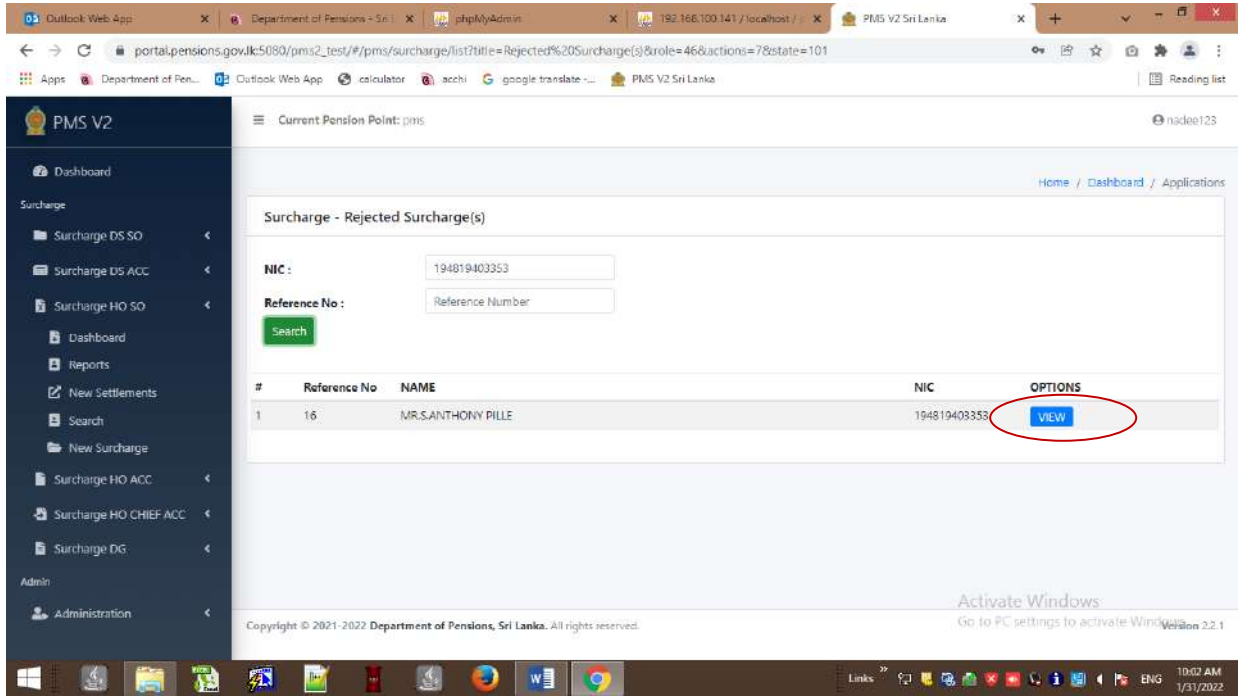 Outlook Web App
Department of Pensions - Sri L
phpMyAdmin
192.168.100.141 / localhost / p
PMS V2 Sri Lanka
portal.pensions.gov.lk:5080/pms2_test/#/pms/surcharge/list?title=Rejected%20Surcharge(s)&role=46&actions=7&state=101
Apps Department of Pen... Outlook Web App calculator acchi google translate -... PMS V2 Sri Lanka Reading list
PMS V2
Current Pension Point: pms
nadee123
Dashboard
Home / Dashboard / Applications
Surcharge
Surcharge DS SO
Surcharge DS ACC
Surcharge HO SO
Dashboard
Reports
New Settlements
Search
New Surcharge
Surcharge HO ACC
Surcharge HO CHIEF ACC
Surcharge DG
Admin
Administration
Surcharge - Rejected Surcharge(s)
NIC : 194819403353
Reference No : Reference Number
Search
# Reference No NAME NIC OPTIONS
1 16 MR.S.ANTHONY PILLE 194819403353 VIEW
Activate Windows
Go to PC settings to activate Windows.
Copyright © 2021-2022 Department of Pensions, Sri Lanka. All rights reserved.
Version 2.2.1
Links ENG 10:02 AM
1/31/2022